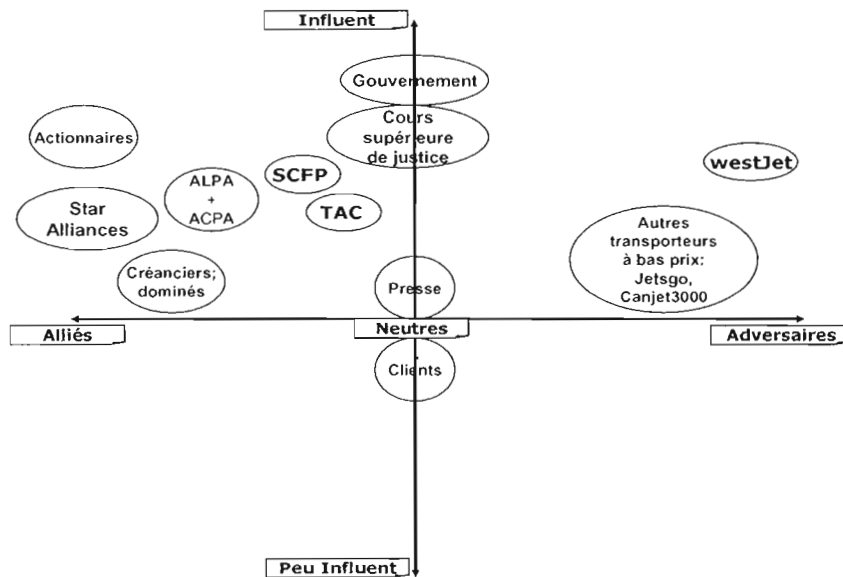 Influent
Gouvernement
Cours
supérieure
de justice
Actionnaires
westJet
SCFP
ALPA
+
ACPA
TAC
Star
Alliances
Autres
transporteurs
à bas prix:
Jetsgo,
Canjet3000
Créanciers;
dominés
Presse
Alliés
Neutres
Adversaires
Clients
Peu Influent